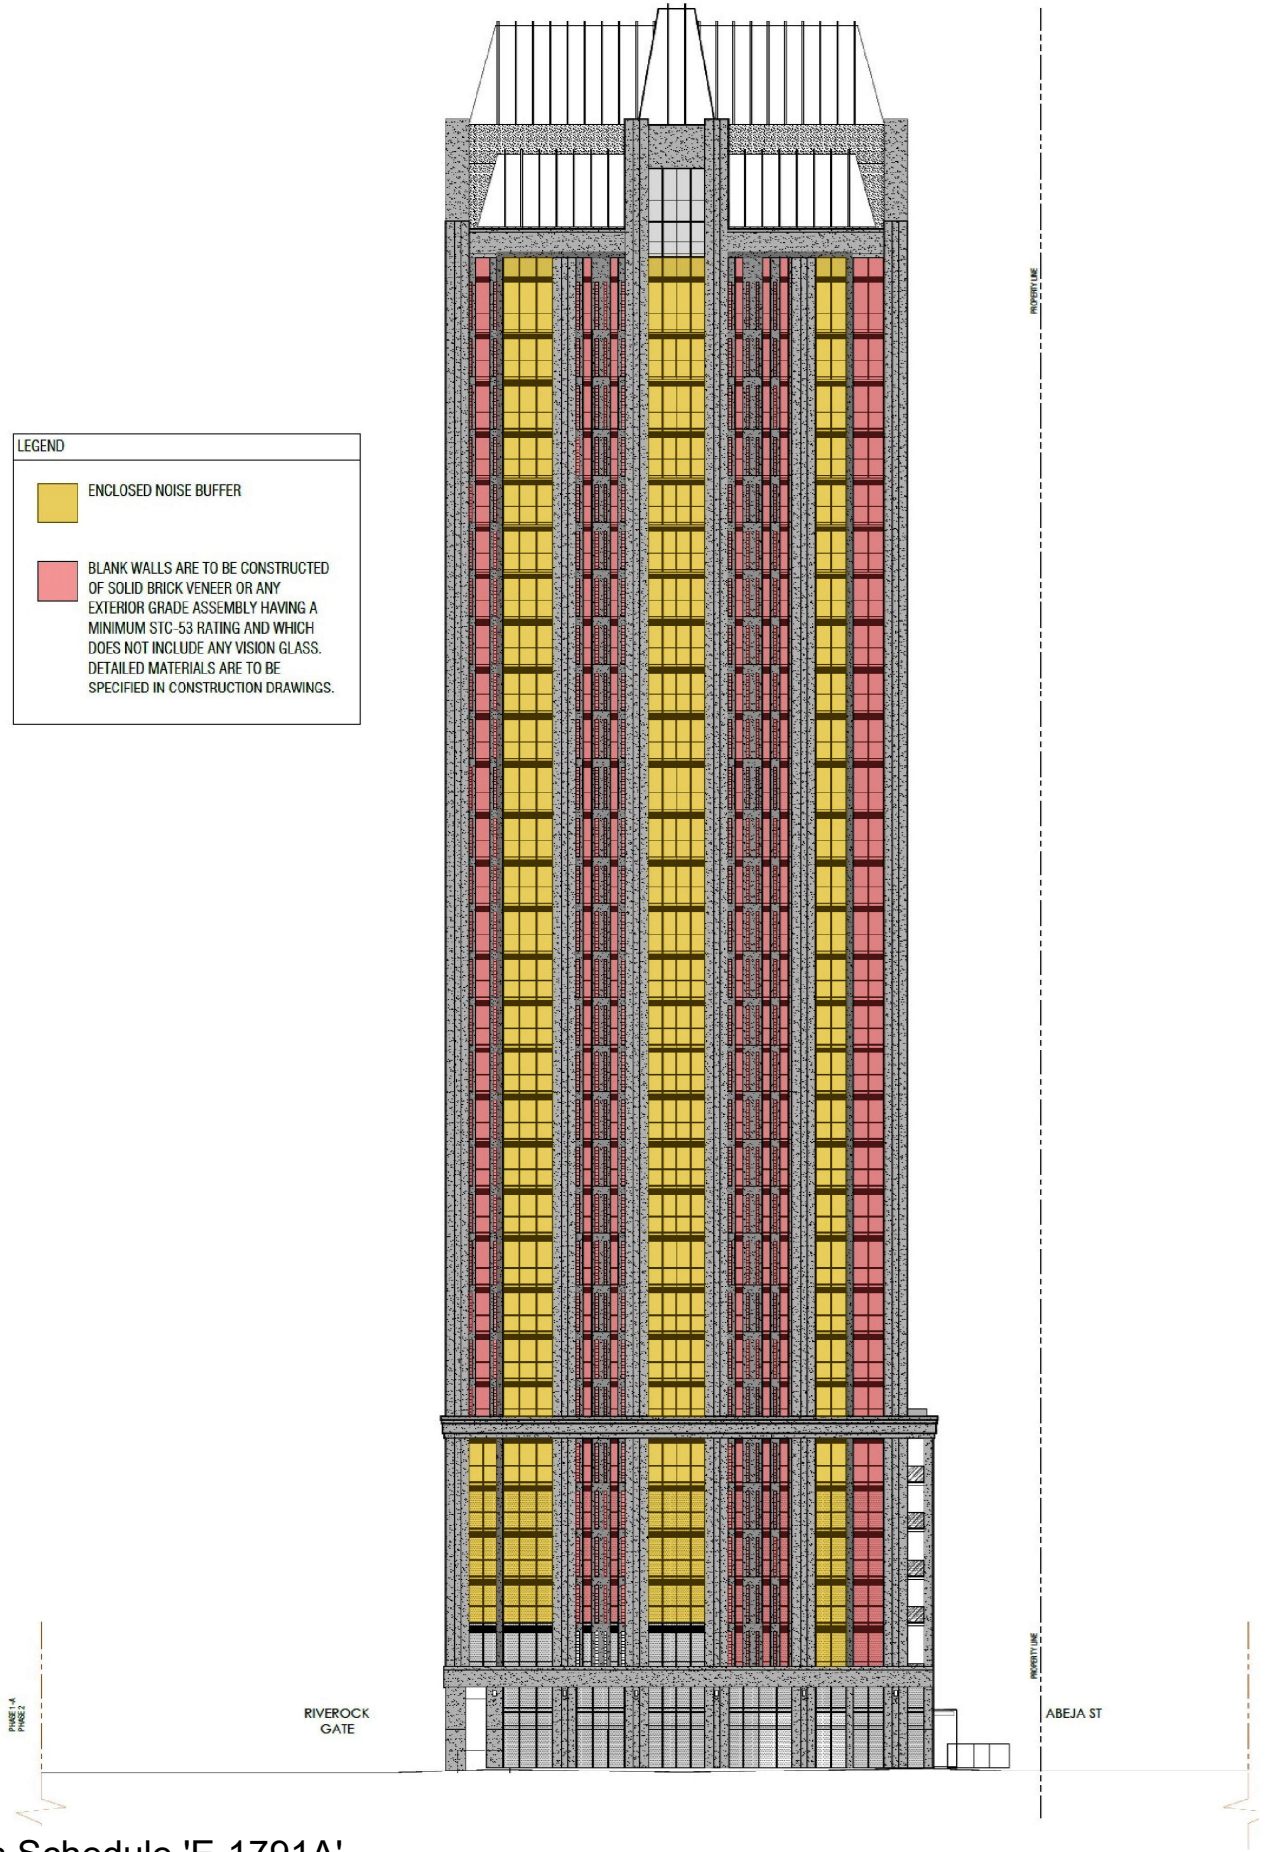 PROPERTY LINE
LEGEND
ENCLOSED NOISE BUFFER
BLANK WALLS ARE TO BE CONSTRUCTED
OF SOLID BRICK VENEER OR ANY
EXTERIOR GRADE ASSEMBLY HAVING A
MINIMUM STC-53 RATING AND WHICH
DOES NOT INCLUDE ANY VISION GLASS.
DETAILED MATERIALS ARE TO BE
SPECIFIED IN CONSTRUCTION DRAWINGS.
PROPERTY LINE
PHASE 1-A
PHASE 2
RIVEROCK
GATE
ABEJA ST
Schedule 'E-1791A'